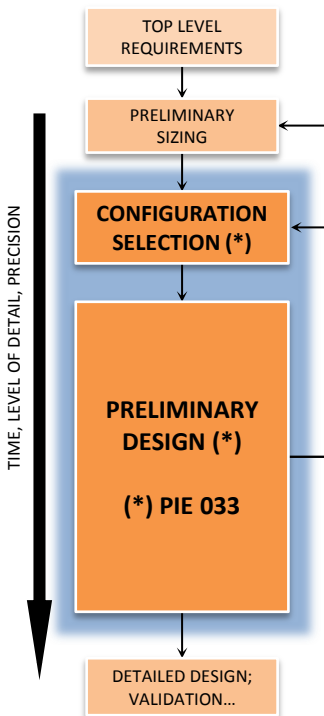 TOP LEVEL
REQUIREMENTS
PRELIMINARY
SIZING
CONFIGURATION
SELECTION (*)
TIME, LEVEL OF DETAIL, PRECISION
PRELIMINARY
DESIGN (*)
(*) PIE 033
DETAILED DESIGN;
VALIDATION…